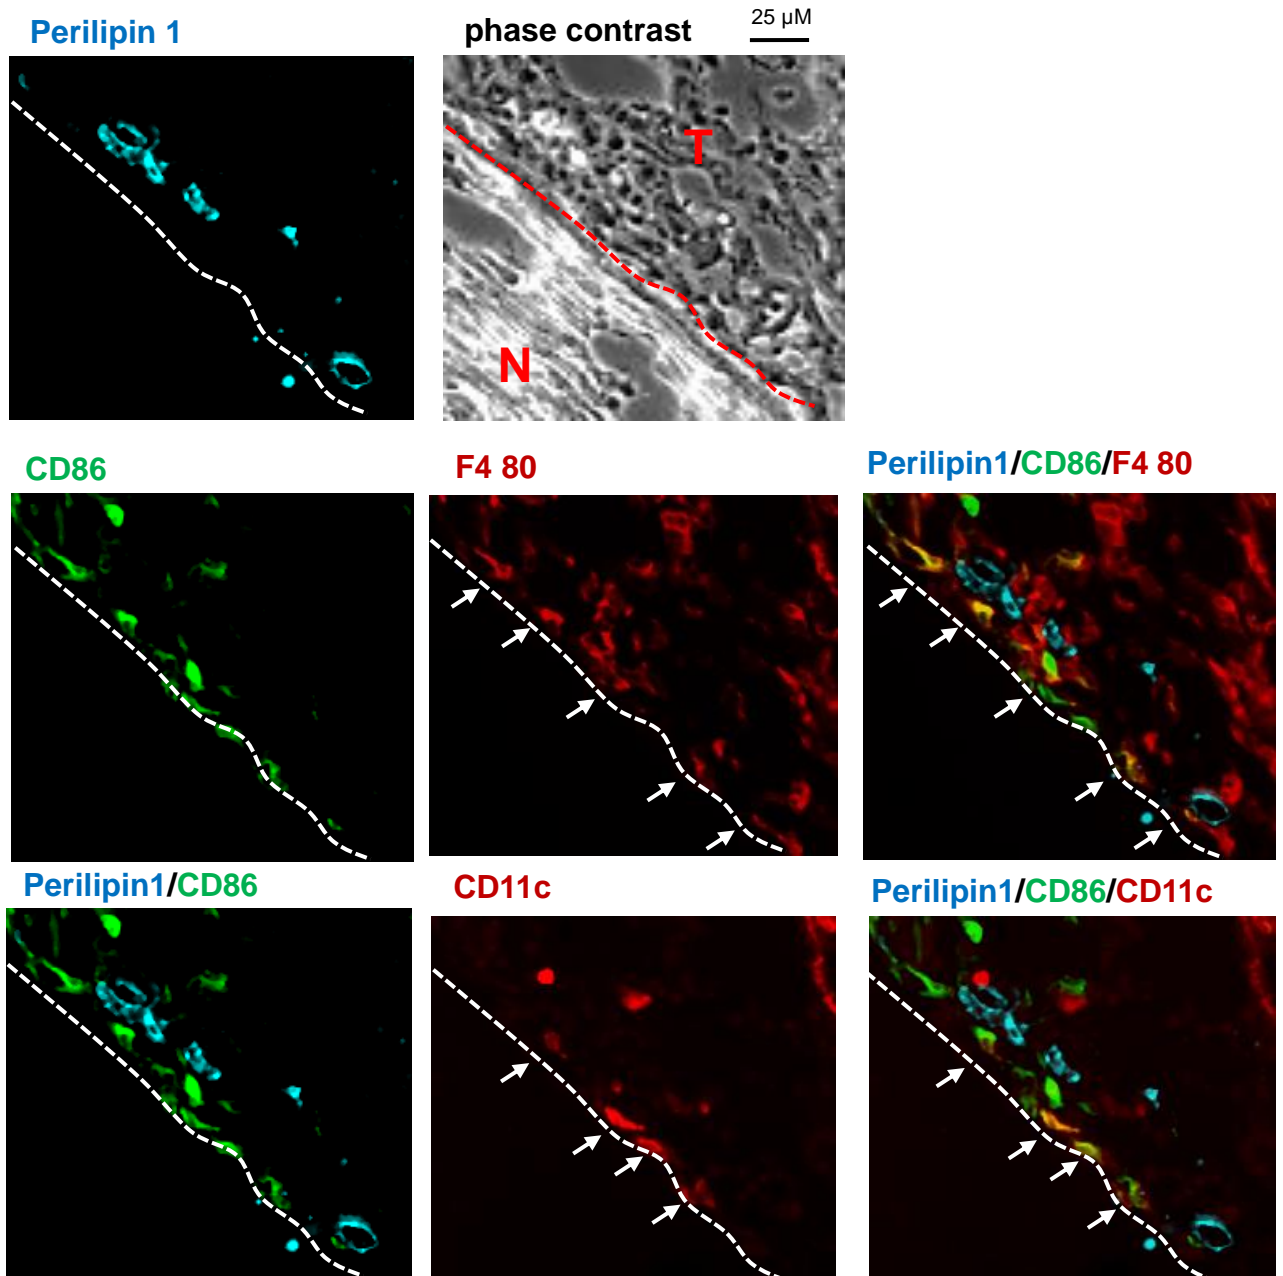 Perilipin 1
phase contrast
25 µM
T
N
CD86
F4 80
Perilipin1/CD86/F4 80
Perilipin1/CD86
CD11c
Perilipin1/CD86/CD11c